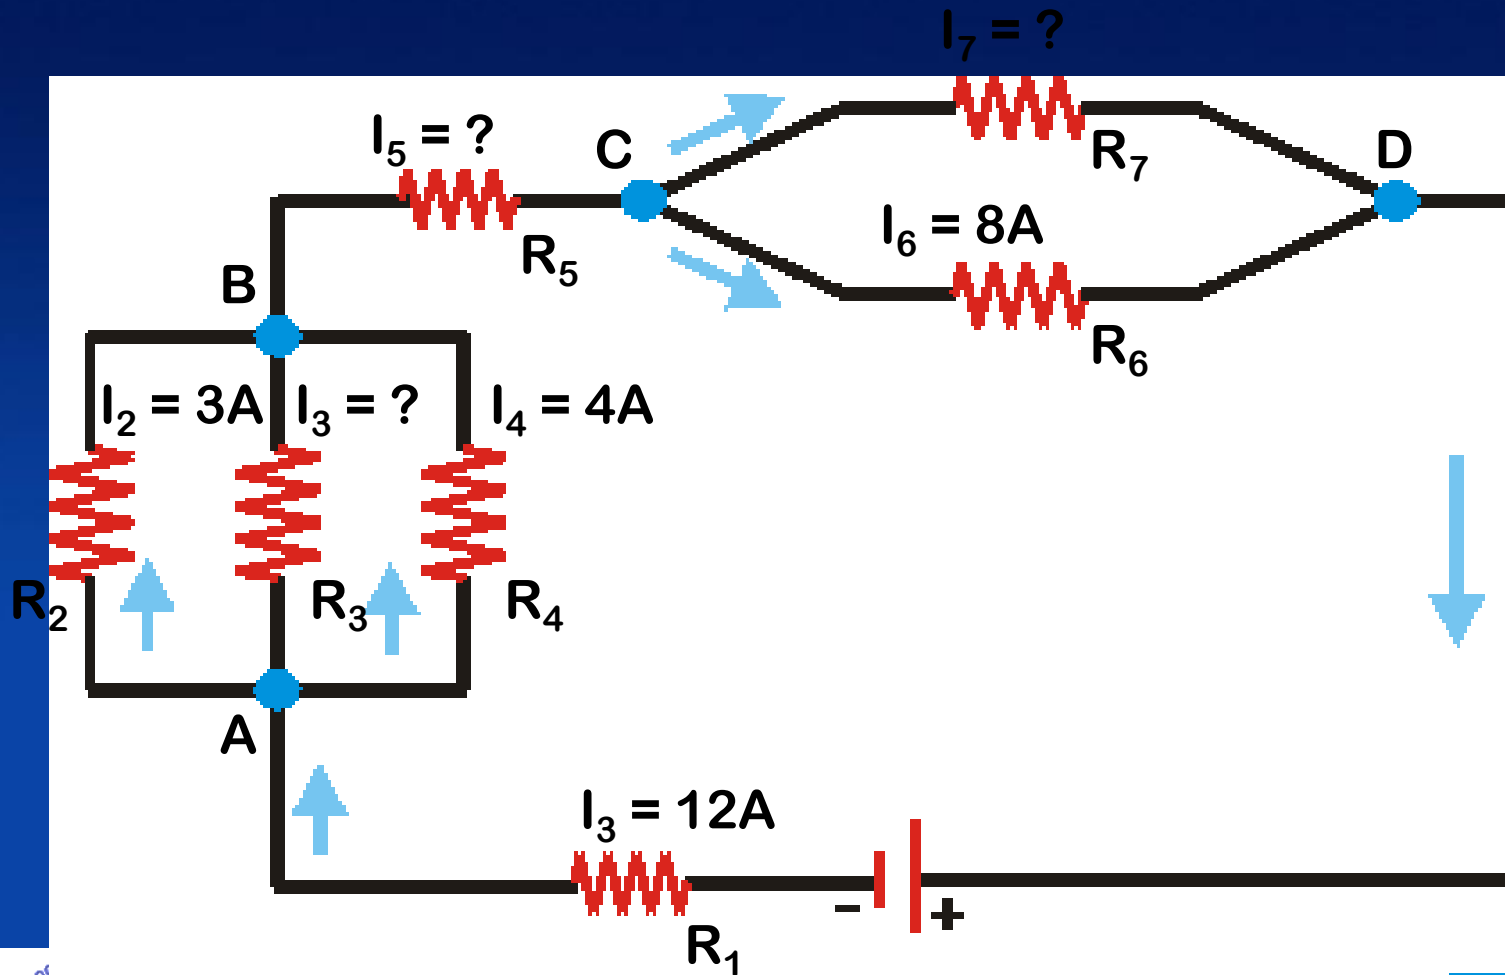 I₇ = ?
I₅ = ?
C
R₇
D
I₆ = 8A
R₅
B
R₆
I₂ = 3A
I₃ = ?
I₄ = 4A
R₂
R₃
R₄
A
I₃ = 12A
- +
R₁